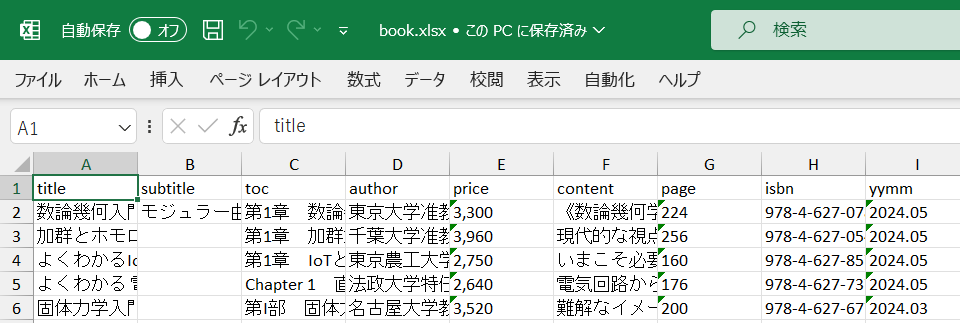 自動保存 オフ book.xlsx • この PC に保存済み 検索
ファイル ホーム 挿入 ページ レイアウト 数式 データ 校閲 表示 自動化 ヘルプ
A1 fx title
A B C D E F G H I
1 title subtitle toc author price content page isbn yymm
2 数論幾何入門 モジュラー曲 第1章 数論 東京大学准教 3,300 《数論幾何学 224 978-4-627-07 2024.05
3 加群とホモロ 第1章 加群 千葉大学准教 3,960 現代的な視点 256 978-4-627-05 2024.05
4 よくわかるIo 第1章 IoTと 東京農工大学 2,750 いまこそ必要 160 978-4-627-85 2024.05
5 よくわかる電 Chapter 1 直 法政大学特任 2,640 電気回路から 176 978-4-627-73 2024.05
6 固体力学入門 第I部 固体力 名古屋大学教 3,520 難解なイメー 200 978-4-627-67 2024.03